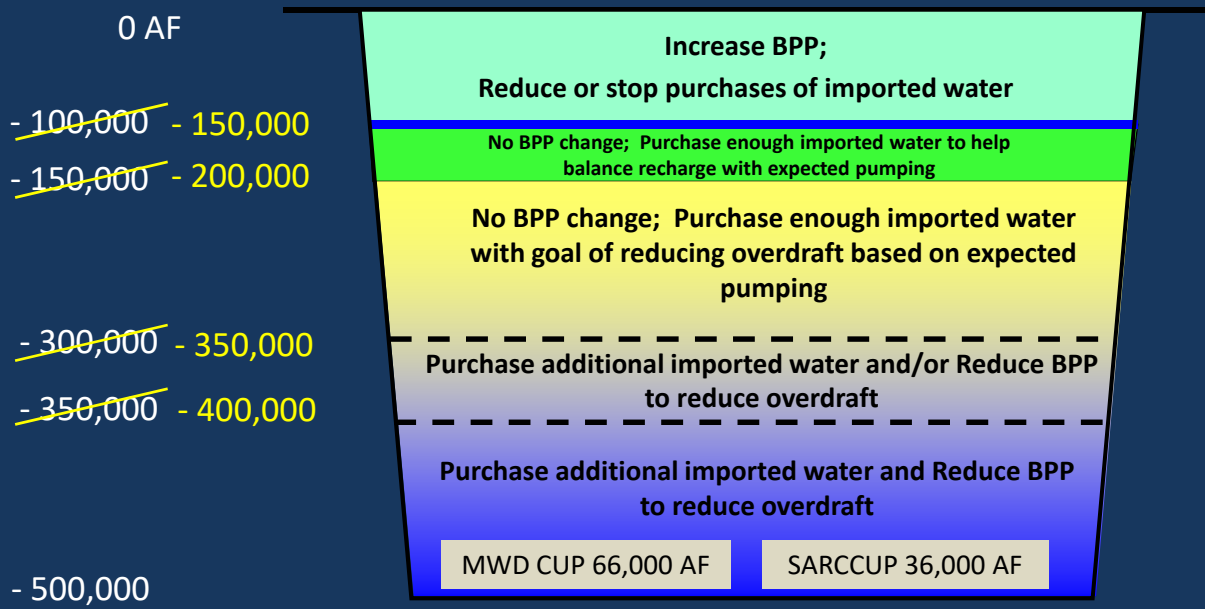 0 AF
Increase BPP;
Reduce or stop purchases of imported water
- 100,000 - 150,000
No BPP change; Purchase enough imported water to help
balance recharge with expected pumping
- 150,000 - 200,000
No BPP change; Purchase enough imported water
with goal of reducing overdraft based on expected
pumping
- 300,000 - 350,000
Purchase additional imported water and/or Reduce BPP
to reduce overdraft
- 350,000 - 400,000
Purchase additional imported water and Reduce BPP
to reduce overdraft
MWD CUP 66,000 AF
SARCCUP 36,000 AF
- 500,000